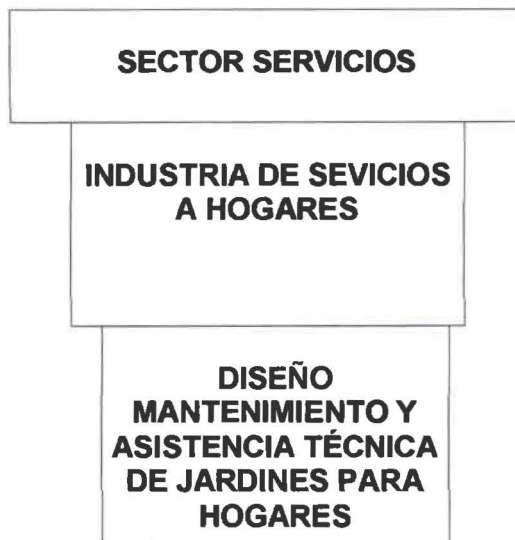 SECTOR SERVICIOS
INDUSTRIA DE SEVICIOS
A HOGARES
DISEÑO
MANTENIMIENTO Y
ASISTENCIA TÉCNICA
DE JARDINES PARA
HOGARES